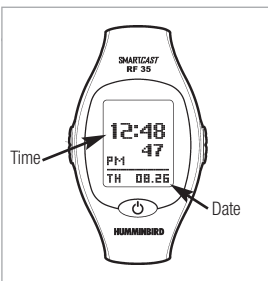 SMARTCAST
RF 35
12:48
47
PM
TH 08.26
HUMMINBIRD
Time
Date